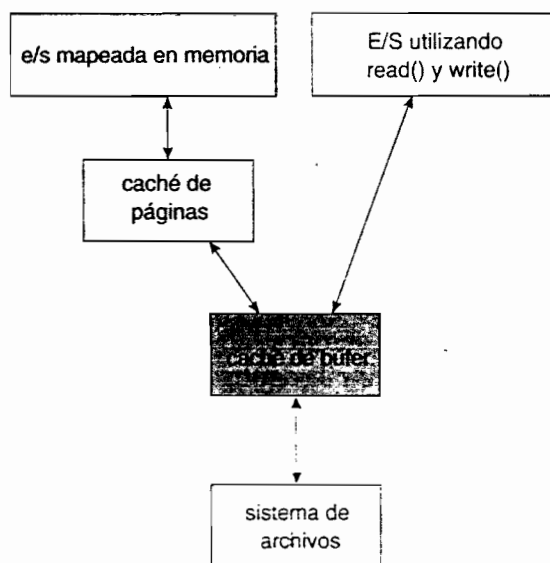 e/s mapeada en memoria
E/S utilizando
read() y write()
caché de
páginas
caché de búfer
sistema de
archivos